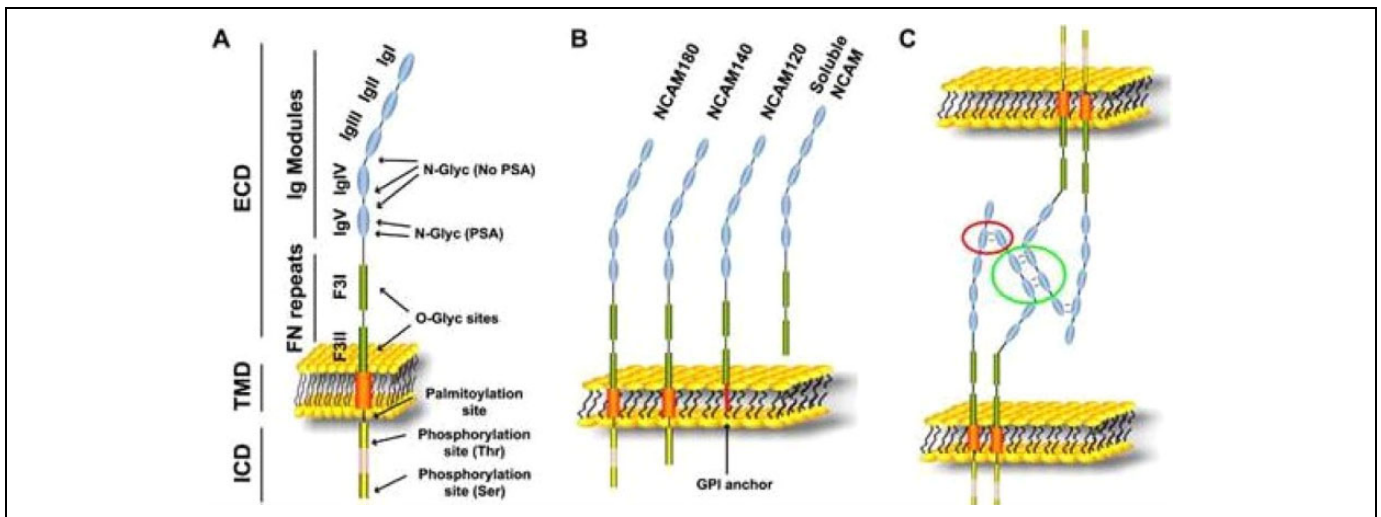 A
ECD
TMD
ICD
Ig Modules
FN repeats
IgI
IgII
IgIII
IgIV
IgV
F3I
F3II
N-Glyc (No PSA)
N-Glyc (PSA)
O-Glyc sites
Palmitoylation
site
Phosphorylation
site (Thr)
Phosphorylation
site (Ser)
B
NCAM180
NCAM140
NCAM120
Soluble
NCAM
GPI anchor
C